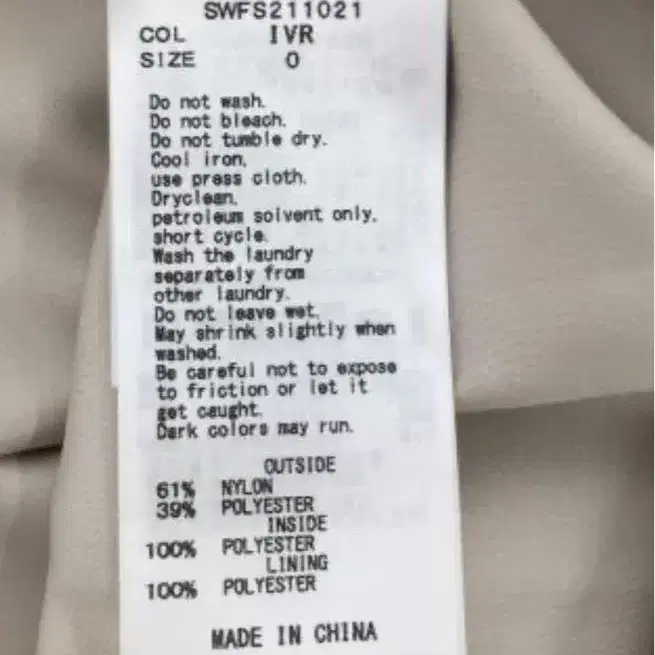 SWFS211021
COL IVR
SIZE 0
Do not wash.
Do not bleach.
Do not tumble dry.
Cool iron,
use press cloth.
Dryclean,
petroleum solvent only,
short cycle.
Wash the laundry
separately from
other laundry.
Do not leave wet.
May shrink slightly when
washed.
Be careful not to expose
to friction or let it
get caught.
Dark colors may run.
OUTSIDE
61% NYLON
39% POLYESTER
INSIDE
100% POLYESTER
LINING
100% POLYESTER
MADE IN CHINA